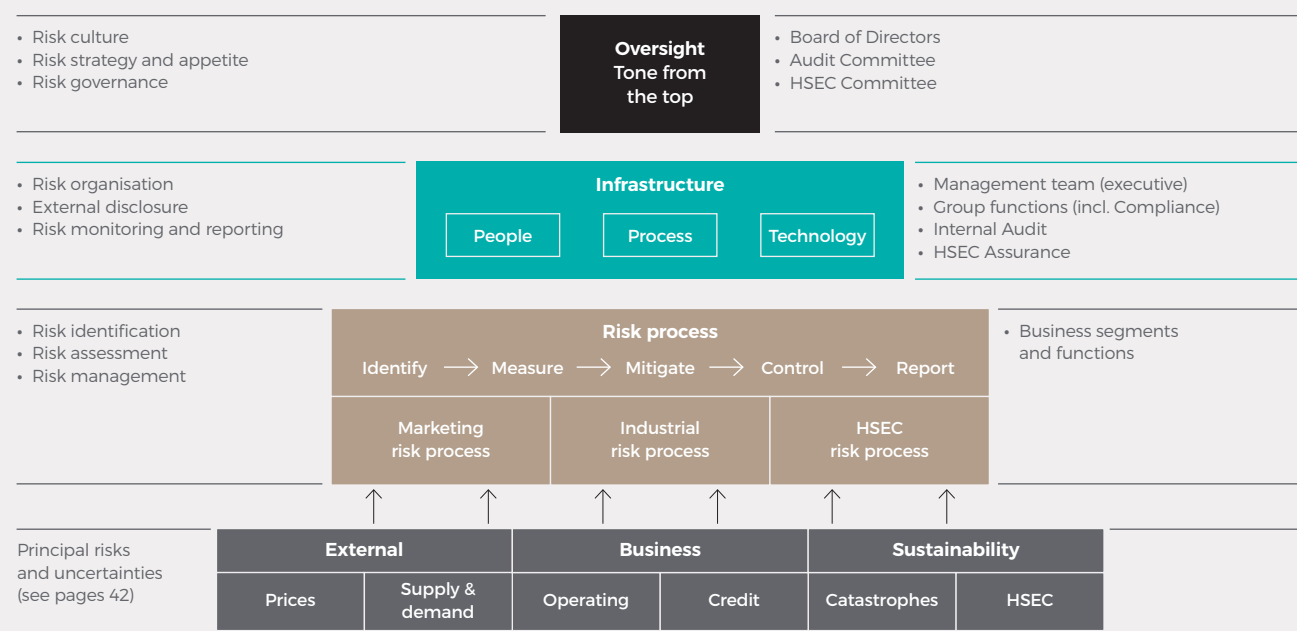 • Risk culture
• Risk strategy and appetite
• Risk governance
Oversight
Tone from
the top
• Board of Directors
• Audit Committee
• HSEC Committee
• Risk organisation
• External disclosure
• Risk monitoring and reporting
Infrastructure
People
Process
Technology
• Management team (executive)
• Group functions (incl. Compliance)
• Internal Audit
• HSEC Assurance
• Risk identification
• Risk assessment
• Risk management
Risk process
Identify → Measure → Mitigate → Control → Report
Marketing
risk process
Industrial
risk process
HSEC
risk process
• Business segments
and functions
Principal risks
and uncertainties
(see pages 42)
External
Business
Sustainability
Prices
Supply &
demand
Operating
Credit
Catastrophes
HSEC